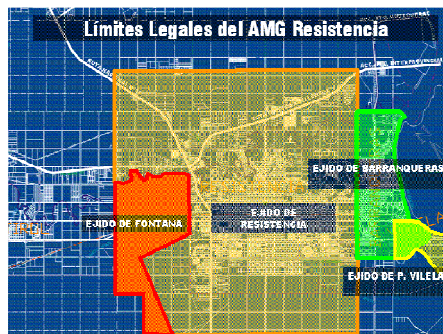 Límites Legales del AMG Resistencia
EJIDO DE BARRANQUERAS
EJIDO DE FONTANA
EJIDO DE
RESISTENCIA
EJIDO DE P. VILELA